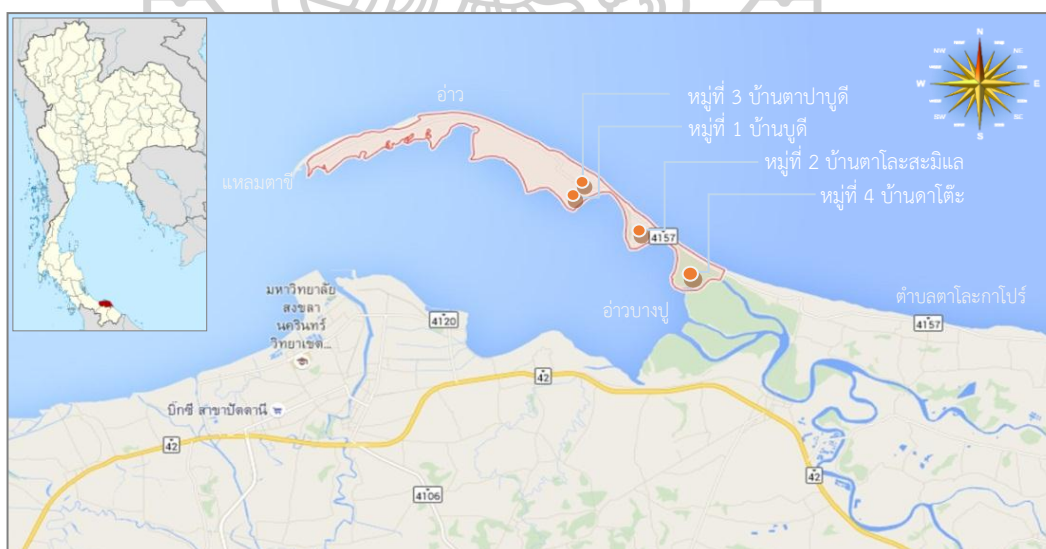 N
NW
NE
W
E
SW
SC
S
อ่าว
หมู่ที่ 3 บ้านตาปาบูดี
หมู่ที่ 1 บ้านบูดี
หมู่ที่ 2 บ้านตาโละสะมิแล
หมู่ที่ 4 บ้านดาโต๊ะ
แหลมตาชี
4157
มหาวิทยาลัย
สงขลา
นครินทร์
วิทยาเขต...
อ่าวบางปู
ตำบลตาโละกาโปร์
4120
4157
42
บิ๊กซี สาขาปัตตานี
42
42
4106